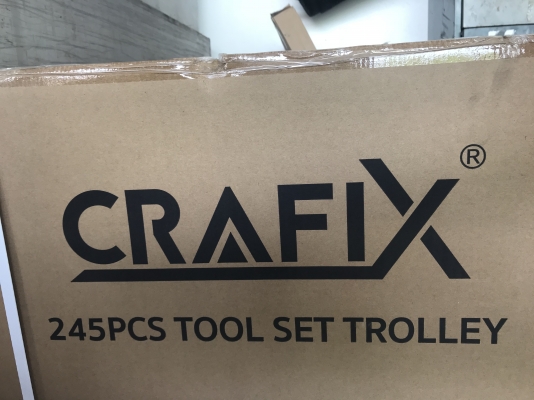 CRAFIX®
245PCS TOOL SET TROLLEY